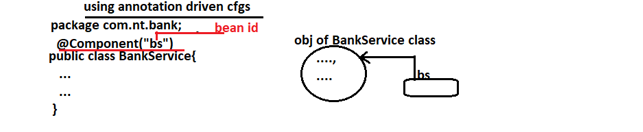 using annotation driven cfgs
package com.nt.bank;
bean id
@Component("bs")
public class BankService{
...
...
}
obj of BankService class
....,
....
bs